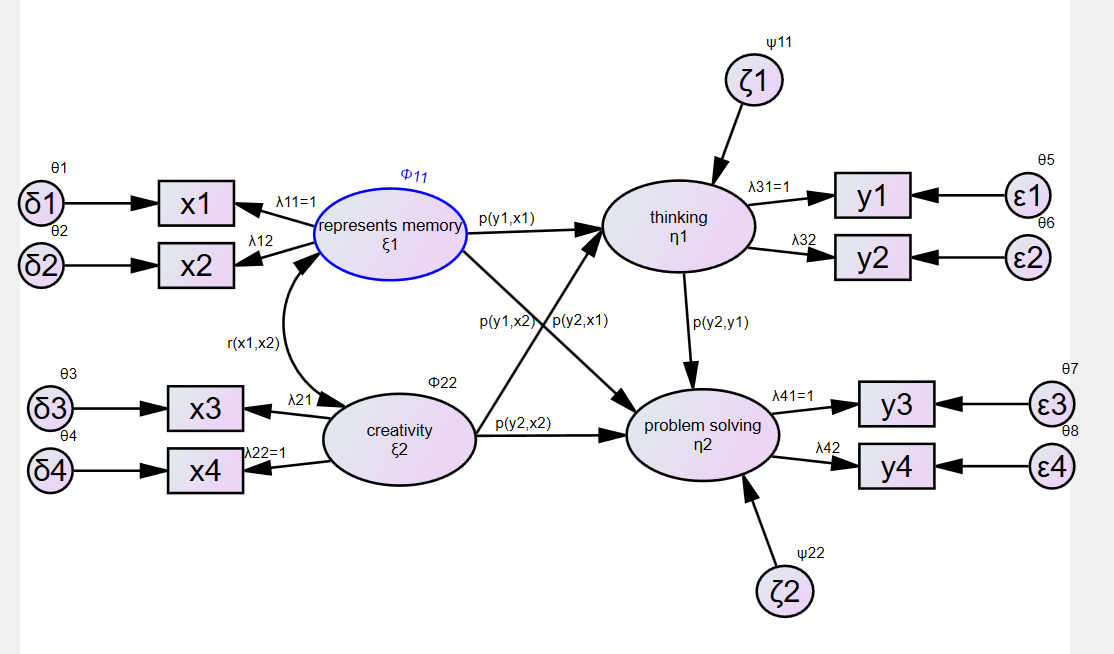 ψ11
ζ1
θ1
δ1
x1
λ11=1
Φ11
represents memory
ξ1
p(y1,x1)
thinking
η1
λ31=1
y1
θ5
ε1
θ2
δ2
x2
λ12
λ32
y2
θ6
ε2
r(x1,x2)
p(y1,x2)
p(y2,x1)
p(y2,y1)
θ3
δ3
x3
λ21
Φ22
creativity
ξ2
p(y2,x2)
problem solving
η2
λ41=1
y3
θ7
ε3
θ4
δ4
x4
λ22=1
λ42
y4
θ8
ε4
ψ22
ζ2